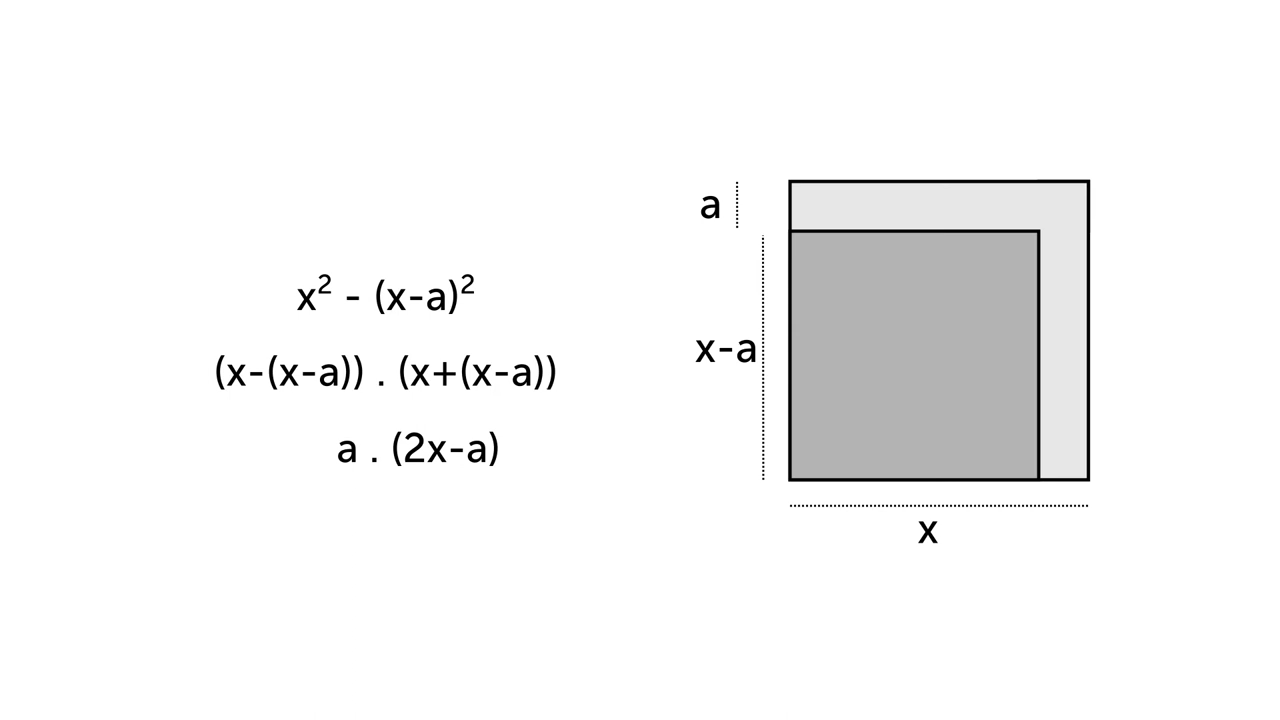 x² - (x-a)²
(x-(x-a)) . (x+(x-a))
a . (2x-a)
a
x-a
x